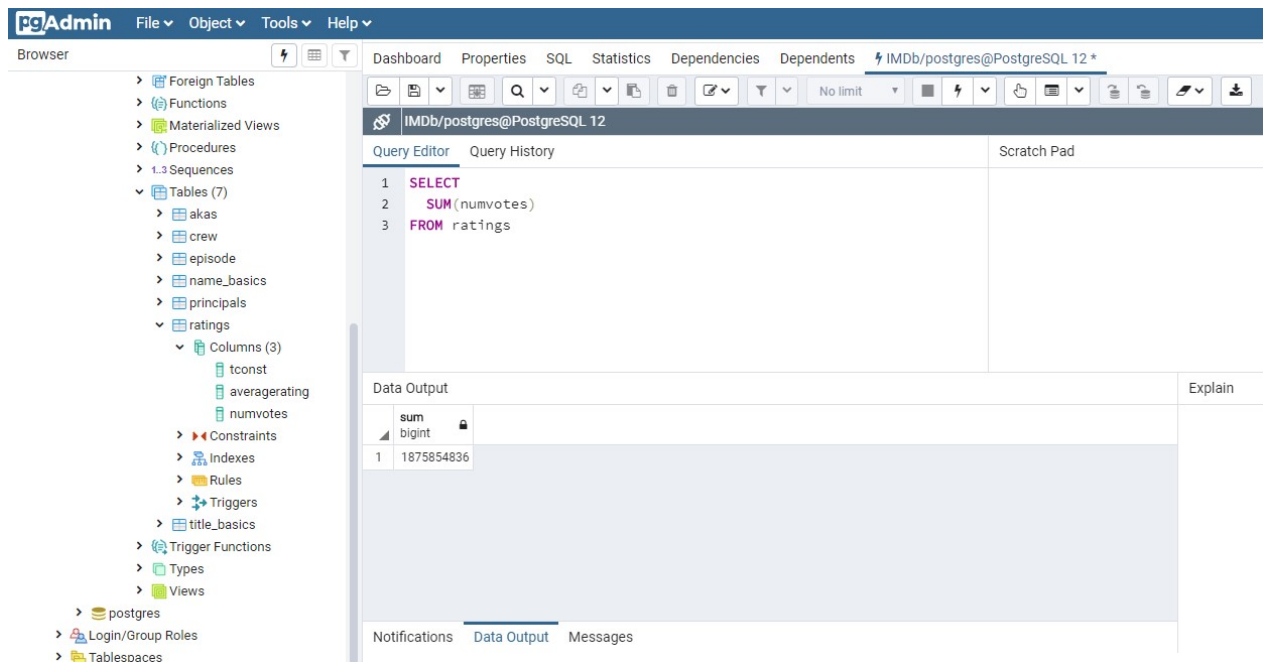 pgAdmin File Object Tools Help
Browser
Foreign Tables
Functions
Materialized Views
Procedures
1..3 Sequences
Tables (7)
akas
crew
episode
name_basics
principals
ratings
Columns (3)
tconst
averagerating
numvotes
Constraints
Indexes
Rules
Triggers
title_basics
Trigger Functions
Types
Views
postgres
Login/Group Roles
Tablespaces
Dashboard Properties SQL Statistics Dependencies Dependents IMDb/postgres@PostgreSQL 12 *
No limit
IMDb/postgres@PostgreSQL 12
Query Editor Query History
Scratch Pad
1 SELECT
2 SUM(numvotes)
3 FROM ratings
Data Output
Explain
sum
bigint
1 1875854836
Notifications Data Output Messages